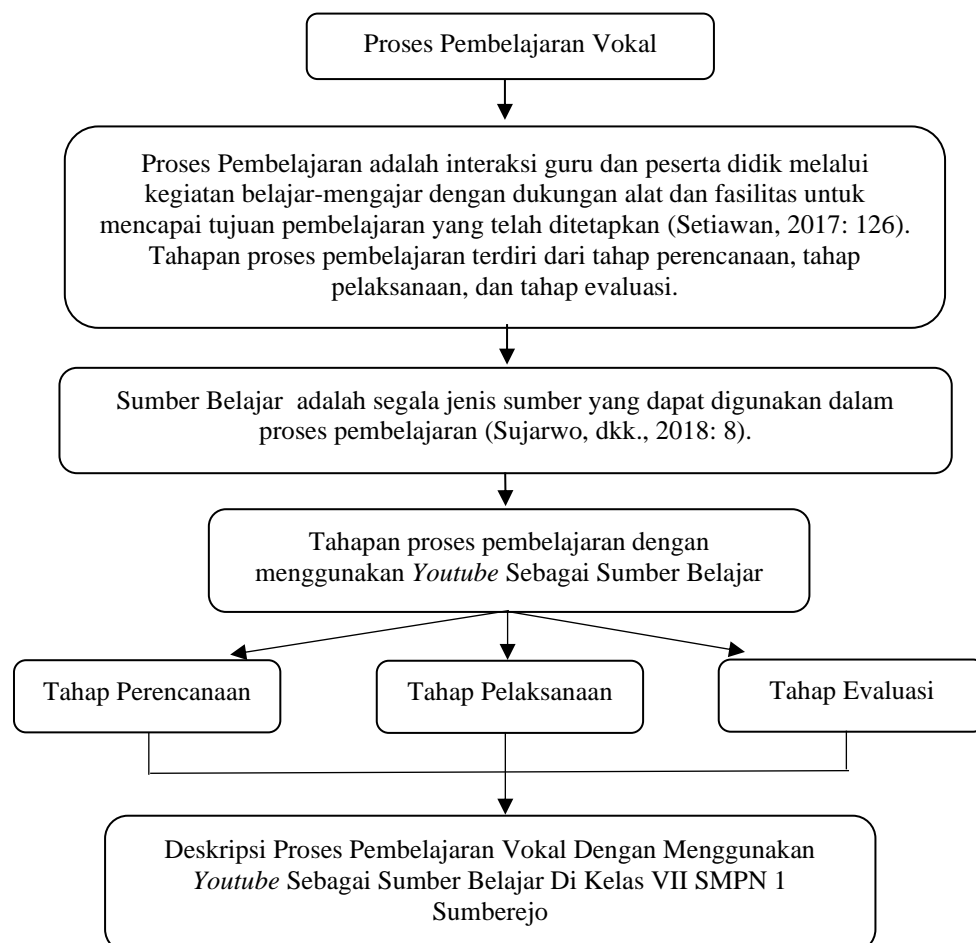 Proses Pembelajaran Vokal
Proses Pembelajaran adalah interaksi guru dan peserta didik melalui
kegiatan belajar-mengajar dengan dukungan alat dan fasilitas untuk
mencapai tujuan pembelajaran yang telah ditetapkan (Setiawan, 2017: 126).
Tahapan proses pembelajaran terdiri dari tahap perencanaan, tahap
pelaksanaan, dan tahap evaluasi.
Sumber Belajar adalah segala jenis sumber yang dapat digunakan dalam
proses pembelajaran (Sujarwo, dkk., 2018: 8).
Tahapan proses pembelajaran dengan
menggunakan Youtube Sebagai Sumber Belajar
Tahap Perencanaan
Tahap Pelaksanaan
Tahap Evaluasi
Deskripsi Proses Pembelajaran Vokal Dengan Menggunakan
Youtube Sebagai Sumber Belajar Di Kelas VII SMPN 1
Sumberejo